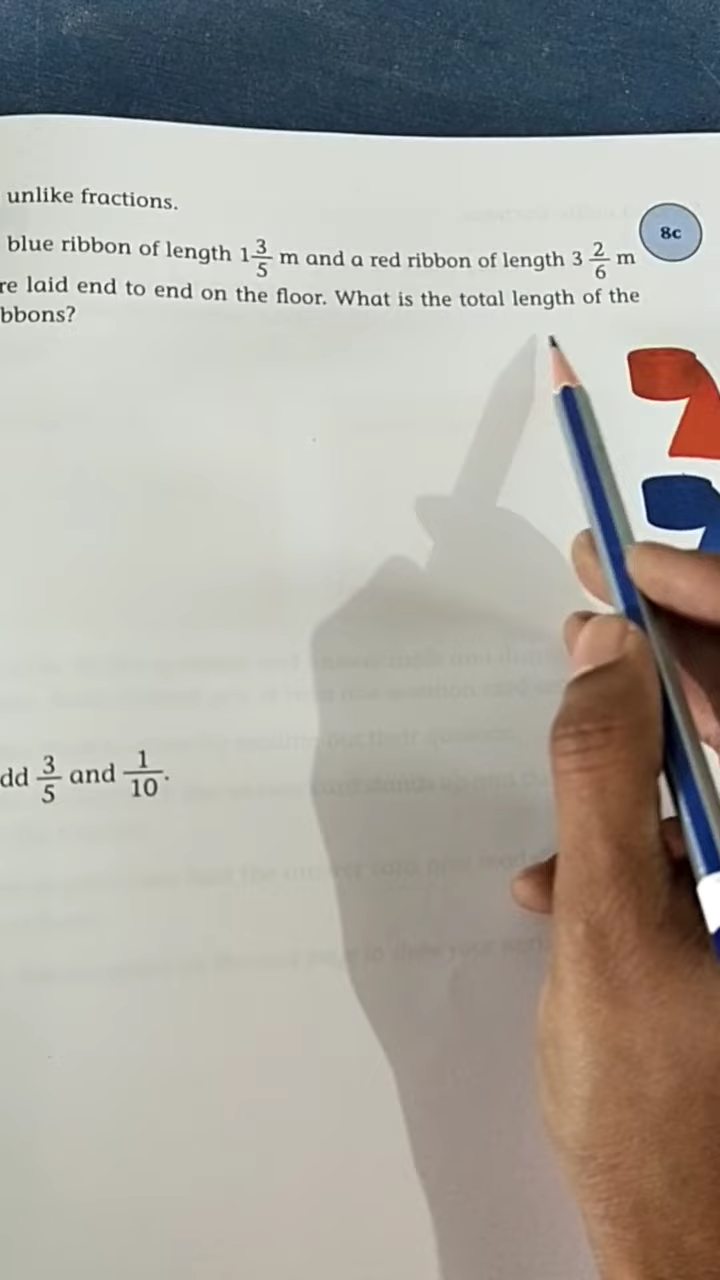 unlike fractions.
8c
blue ribbon of length 1 3/5 m and a red ribbon of length 3 2/6 m
re laid end to end on the floor. What is the total length of the
bbons?
dd 3/5 and 1/10.